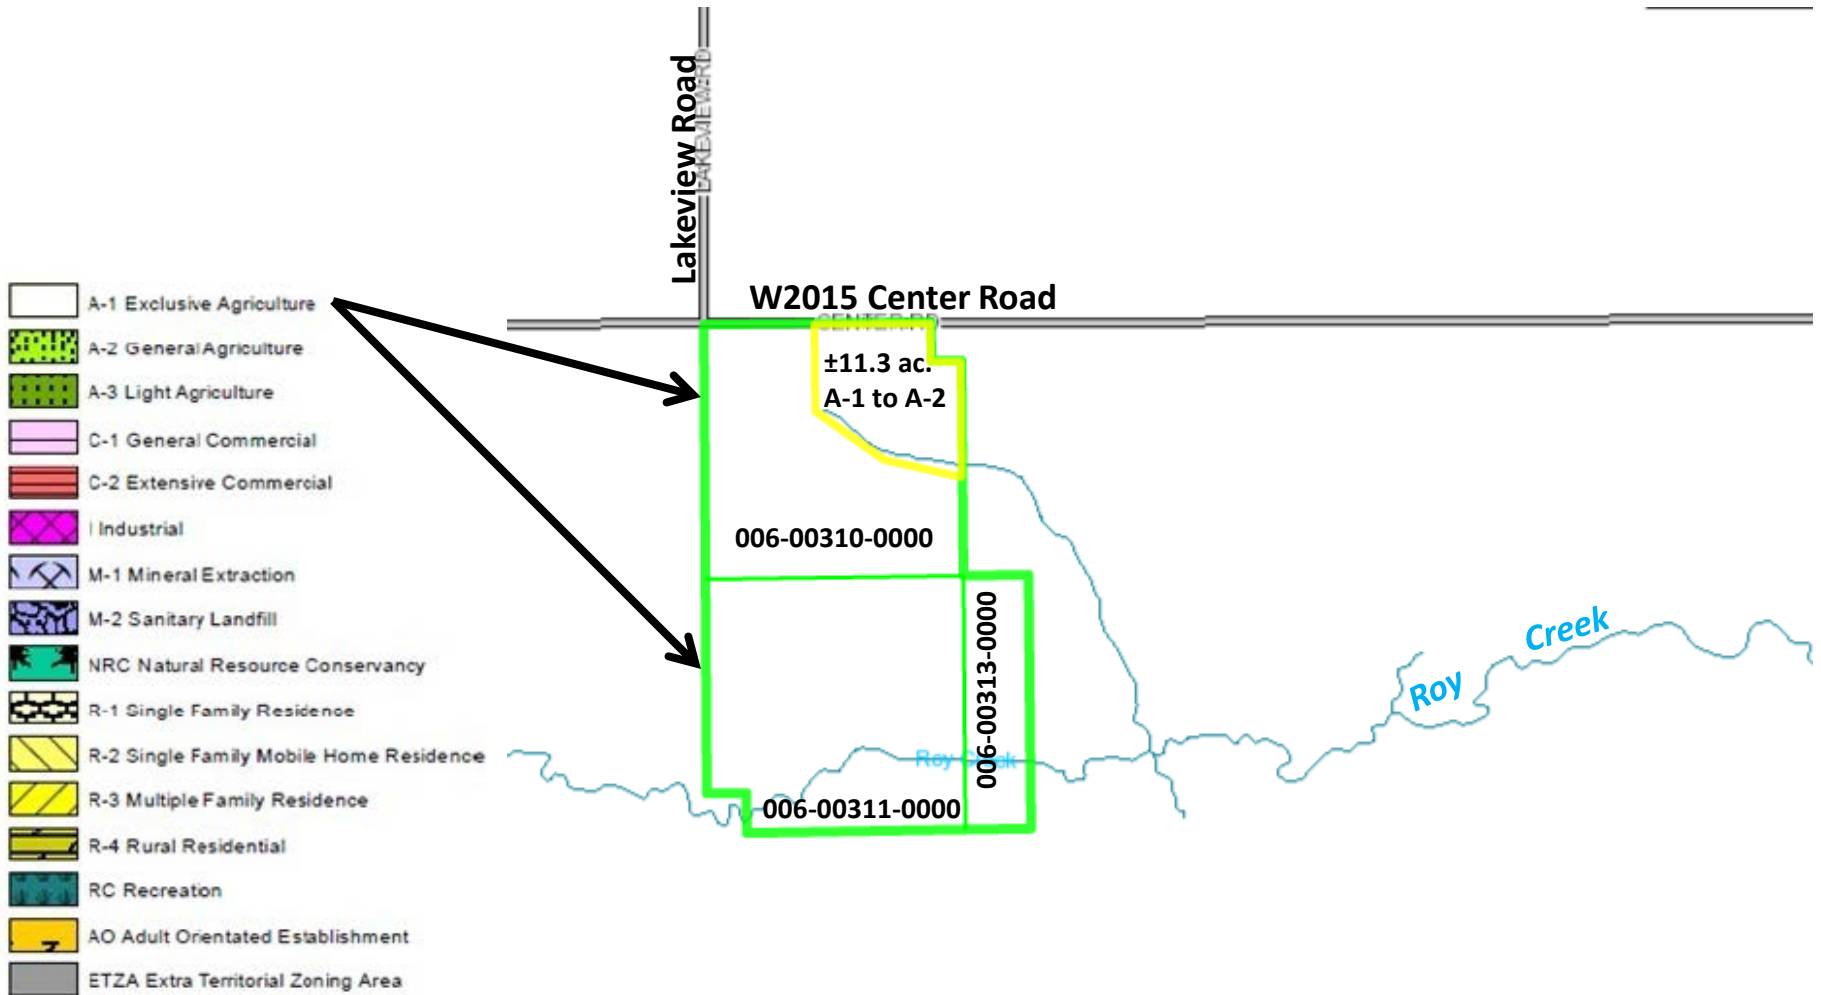 Lakeview Road
LAKEVIEW RD
W2015 Center Road
CENTER RD
±11.3 ac.
A-1 to A-2
006-00310-0000
006-00313-0000
006-00311-0000
Roy Creek
Roy Creek
A-1 Exclusive Agriculture
A-2 General Agriculture
A-3 Light Agriculture
C-1 General Commercial
C-2 Extensive Commercial
I Industrial
M-1 Mineral Extraction
M-2 Sanitary Landfill
NRC Natural Resource Conservancy
R-1 Single Family Residence
R-2 Single Family Mobile Home Residence
R-3 Multiple Family Residence
R-4 Rural Residential
RC Recreation
AO Adult Orientated Establishment
ETZA Extra Territorial Zoning Area